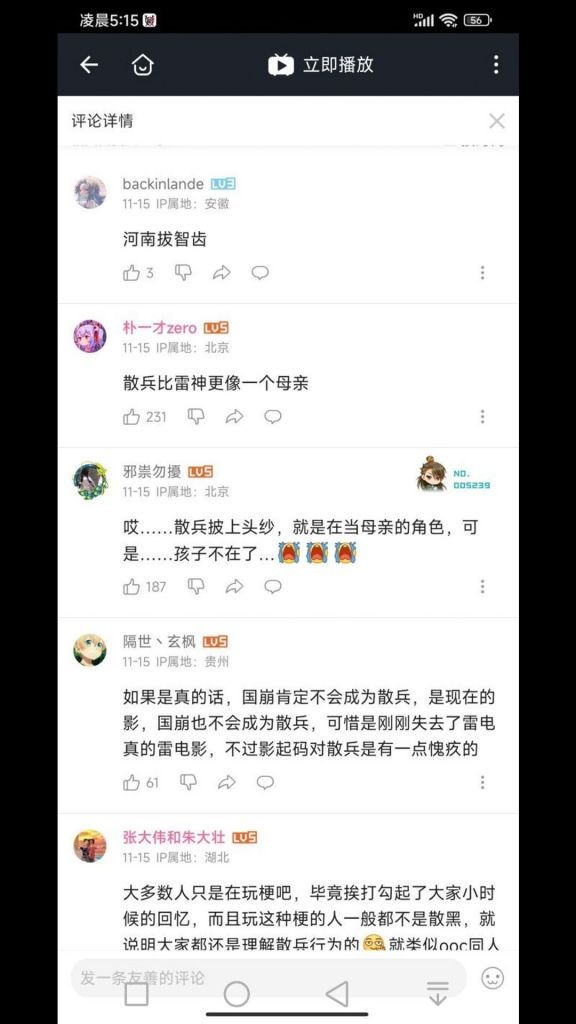 凌晨5:15
56
立即播放
评论详情
backinlande LV3
11-15 IP属地：安徽
河南拔智齿
3
朴一才zero LV5
11-15 IP属地：北京
散兵比雷神更像一个母亲
231
邪祟勿擾 LV5
NO.
005239
11-15 IP属地：北京
哎……散兵披上头纱，就是在当母亲的角色，可
是……孩子不在了…
187
隔世丶玄枫 LV5
11-15 IP属地：贵州
如果是真的话，国崩肯定不会成为散兵，是现在的
影，国崩也不会成为散兵，可惜是刚刚失去了雷电
真的雷电影，不过影起码对散兵是有一点愧疚的
61
张大伟和朱大壮 LV5
11-15 IP属地：湖北
大多数人只是在玩梗吧，毕竟挨打勾起了大家小时
候的回忆，而且玩这种梗的人一般都不是散黑，就
说明大家都还是理解散兵行为的 就类似ooc同人
发一条友善的评论